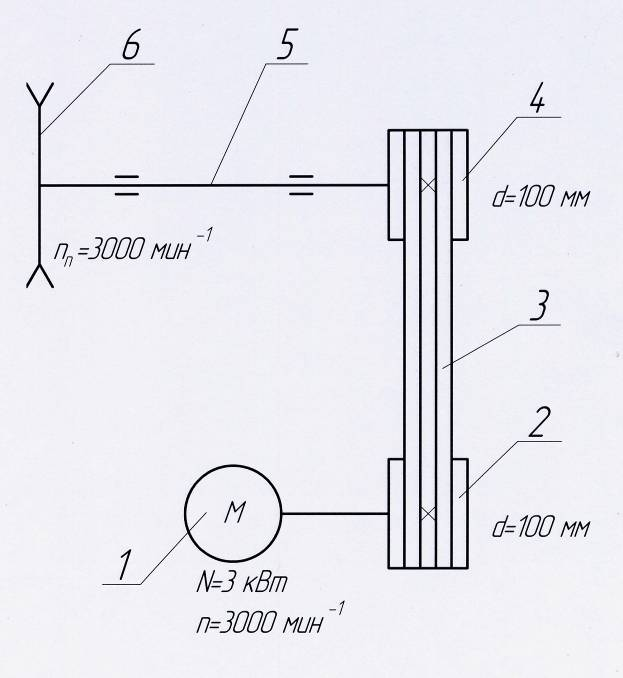 6
5
4
d=100 мм
nп=3000 мин⁻¹
3
2
d=100 мм
М
1
N=3 кВт
n=3000 мин⁻¹